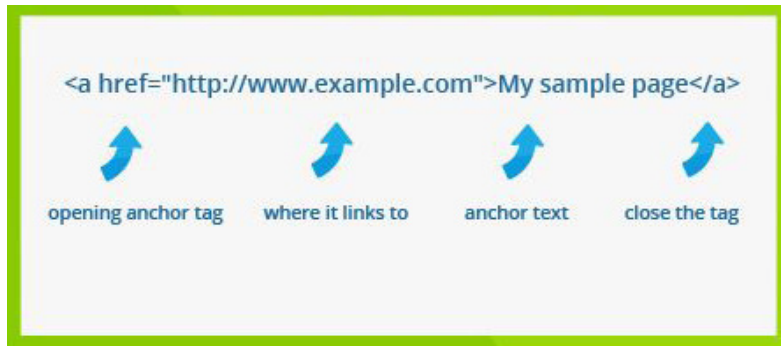 <a href="http://www.example.com">My sample page</a>
opening anchor tag where it links to anchor text close the tag